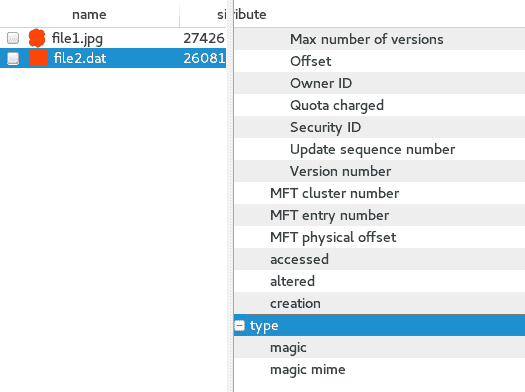 name
si
ribute
file1.jpg
27426
file2.dat
26081
Max number of versions
Offset
Owner ID
Quota charged
Security ID
Update sequence number
Version number
MFT cluster number
MFT entry number
MFT physical offset
accessed
altered
creation
type
magic
magic mime